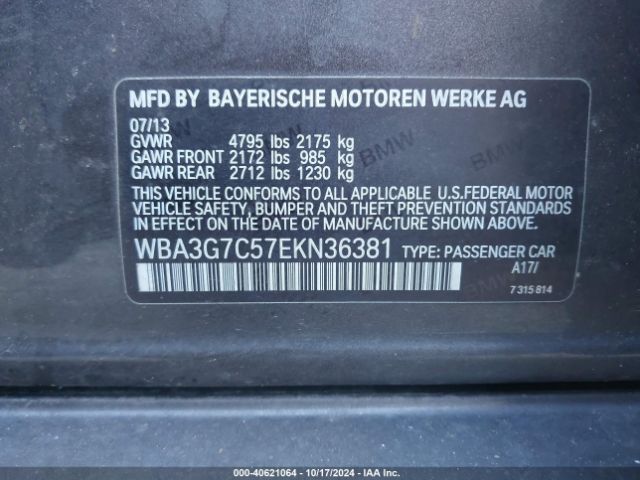 MFD BY BAYERISCHE MOTOREN WERKE AG
07/13
GVWR 4795 lbs 2175 kg
GAWR FRONT 2172 lbs 985 kg
GAWR REAR 2712 lbs 1230 kg
THIS VEHICLE CONFORMS TO ALL APPLICABLE U.S.FEDERAL MOTOR
VEHICLE SAFETY, BUMPER AND THEFT PREVENTION STANDARDS
IN EFFECT ON THE DATE OF MANUFACTURE SHOWN ABOVE.
WBA3G7C57EKN36381 TYPE: PASSENGER CAR
A17/
7 315 814
BMW
BMW
BMW
000-40621064 | 10/17/2024 | IAA Inc.